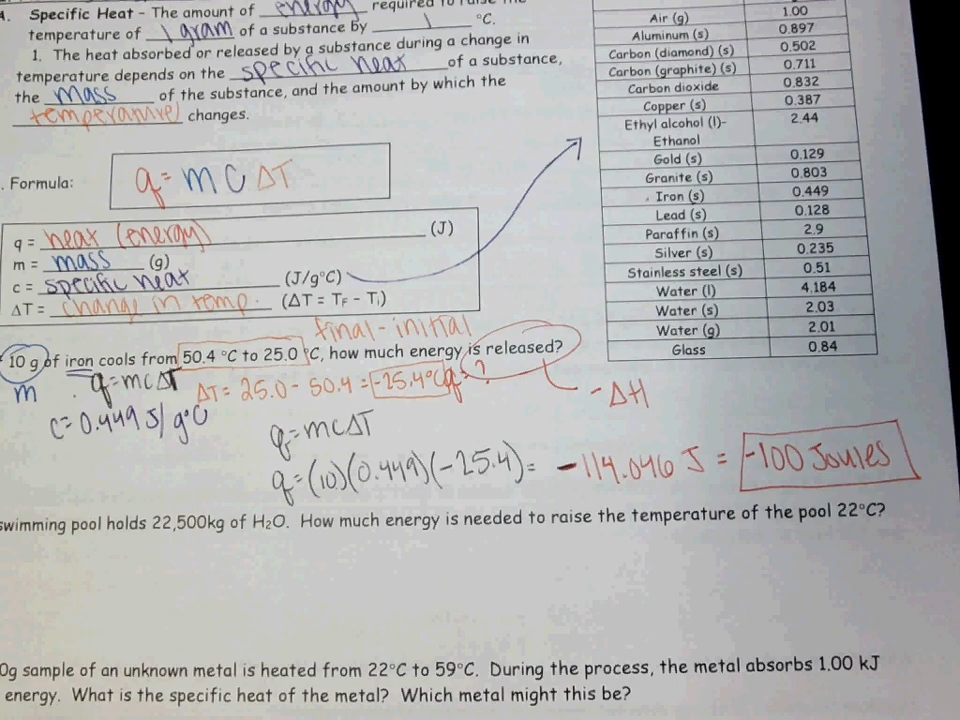 A. Specific Heat - The amount of energy required to raise the
temperature of 1 gram of a substance by 1 °C.
1. The heat absorbed or released by a substance during a change in
temperature depends on the specific heat of a substance,
the mass of the substance, and the amount by which the
temperature changes.
. Formula: q = m C ΔT
q = heat (energy) (J)
m = mass (g)
c = specific heat (J/g°C)
ΔT = change in temp. (ΔT = TF - Ti)
final - initial
10 g of iron cools from 50.4 °C to 25.0 °C, how much energy is released?
m q=mcΔT ΔT= 25.0 - 50.4 = -25.4°C q= ?
- ΔH
c= 0.449 J/g°C
q=mcΔT
q= (10)(0.449)(-25.4)= -114.046 J = -100 Joules
swimming pool holds 22,500kg of H2O. How much energy is needed to raise the temperature of the pool 22°C?
0g sample of an unknown metal is heated from 22°C to 59°C. During the process, the metal absorbs 1.00 kJ
energy. What is the specific heat of the metal? Which metal might this be?
Air (g) 1.00
Aluminum (s) 0.897
Carbon (diamond) (s) 0.502
Carbon (graphite) (s) 0.711
Carbon dioxide 0.832
Copper (s) 0.387
Ethyl alcohol (l)- 2.44
Ethanol
Gold (s) 0.129
Granite (s) 0.803
Iron (s) 0.449
Lead (s) 0.128
Paraffin (s) 2.9
Silver (s) 0.235
Stainless steel (s) 0.51
Water (l) 4.184
Water (s) 2.03
Water (g) 2.01
Glass 0.84